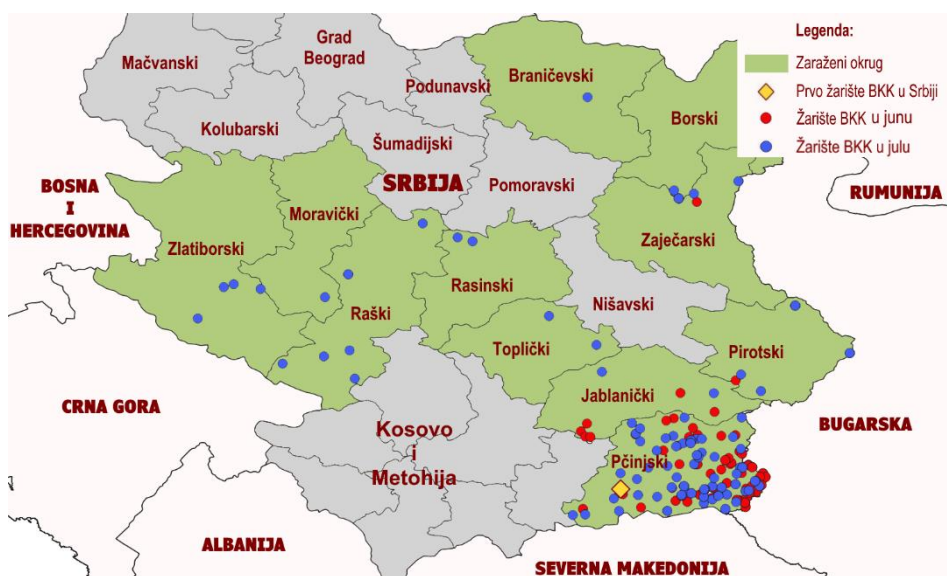 Legenda:
Zaraženi okrug
Prvo žarište BKK u Srbiji
Žarište BKK u junu
Žarište BKK u julu
Grad
Beograd
Mačvanski
Podunavski
Braničevski
Borski
Kolubarski
Šumadijski
SRBIJA
Pomoravski
BOSNA
I
HERCEGOVINA
RUMUNIJA
Moravički
Zlatiborski
Zaječarski
Rasinski
Nišavski
Raški
Toplički
Pirotski
Jablanički
CRNA GORA
BUGARSKA
Kosovo
i
Metohija
Pčinjski
ALBANIJA
SEVERNA MAKEDONIJA